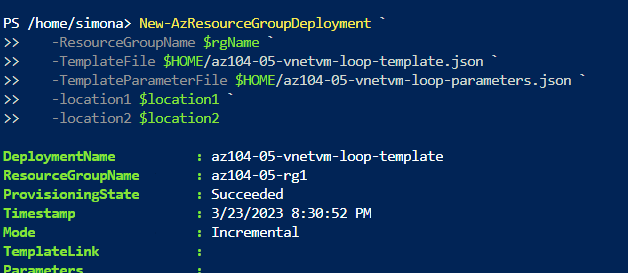 PS /home/simona> New-AzResourceGroupDeployment `
>>    -ResourceGroupName $rgName `
>>    -TemplateFile $HOME/az104-05-vnetvm-loop-template.json `
>>    -TemplateParameterFile $HOME/az104-05-vnetvm-loop-parameters.json `
>>    -location1 $location1 `
>>    -location2 $location2
DeploymentName          : az104-05-vnetvm-loop-template
ResourceGroupName       : az104-05-rg1
ProvisioningState       : Succeeded
Timestamp               : 3/23/2023 8:30:52 PM
Mode                    : Incremental
TemplateLink            :
Parameters              :